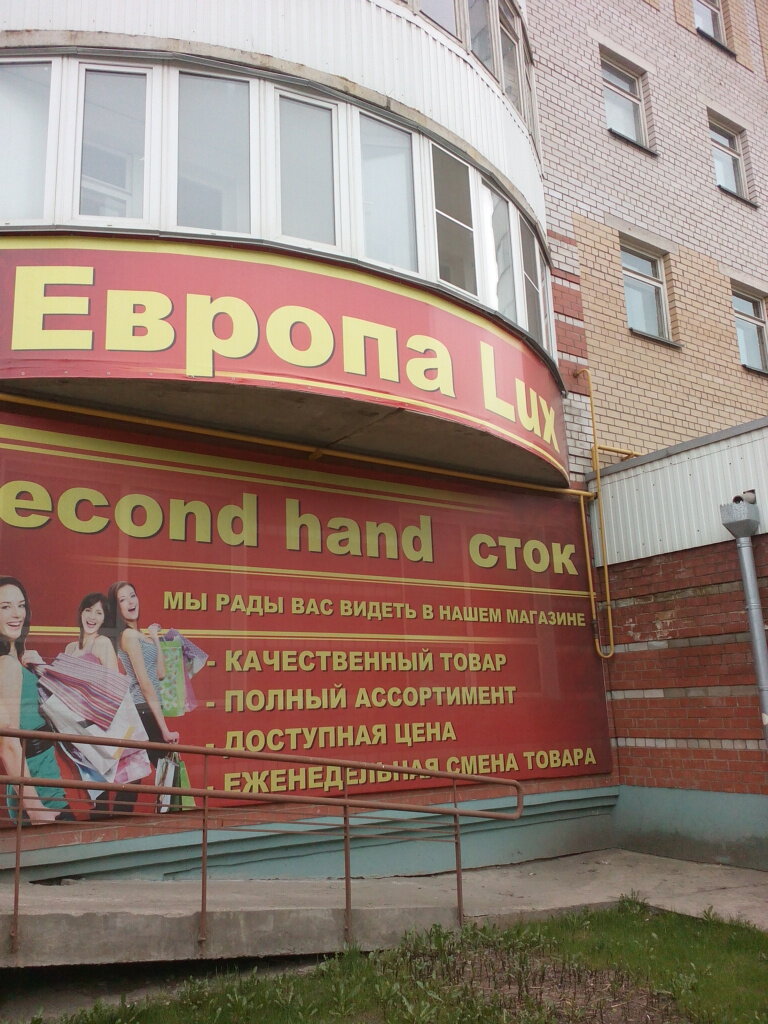 Европа Lux
econd hand сток
МЫ РАДЫ ВАС ВИДЕТЬ В НАШЕМ МАГАЗИНЕ
- КАЧЕСТВЕННЫЙ ТОВАР
- ПОЛНЫЙ АССОРТИМЕНТ
- ДОСТУПНАЯ ЦЕНА
- ЕЖЕНЕДЕЛЬНАЯ СМЕНА ТОВАРА